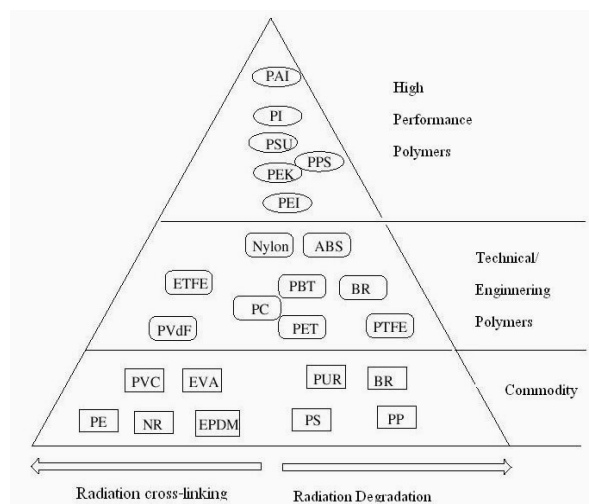 PAI
High
PI
Performance
PSU
PPS
Polymers
PEK
PEI
Nylon ABS
Technical/
ETFE PBT BR
Enginnering
PC
PVdF PET PTFE
Polymers
PVC EVA PUR BR
Commodity
PE NR EPDM PS PP
Radiation cross-linking Radiation Degradation